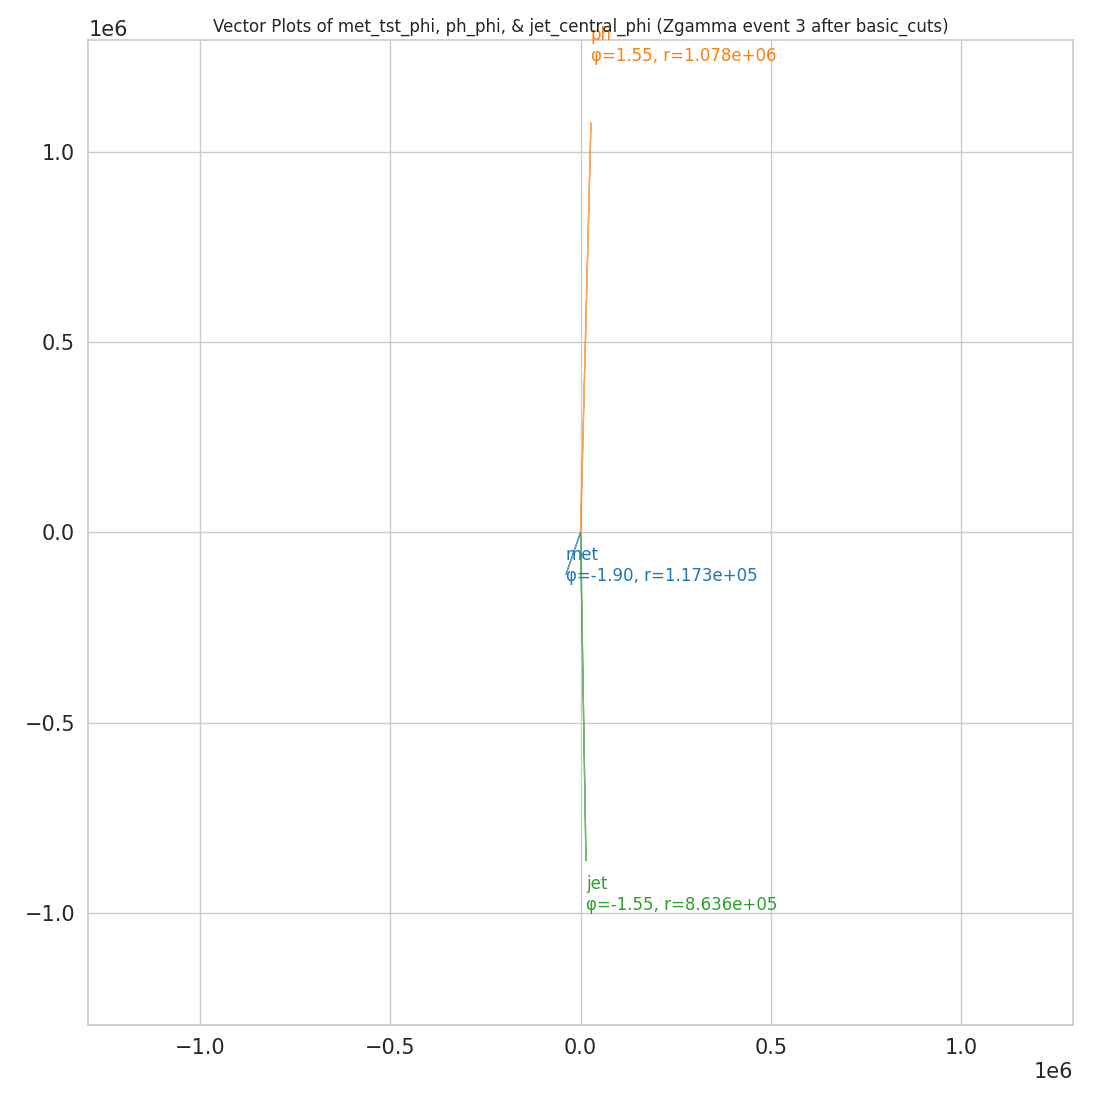 Vector Plots of met_tst_phi, ph_phi, & jet_central_phi (Zgamma event 3 after basic_cuts)
1e6
ph
φ=1.55, r=1.078e+06
1.0
0.5
0.0
met
φ=-1.90, r=1.173e+05
−0.5
jet
φ=-1.55, r=8.636e+05
−1.0
−1.0 −0.5 0.0 0.5 1.0
1e6